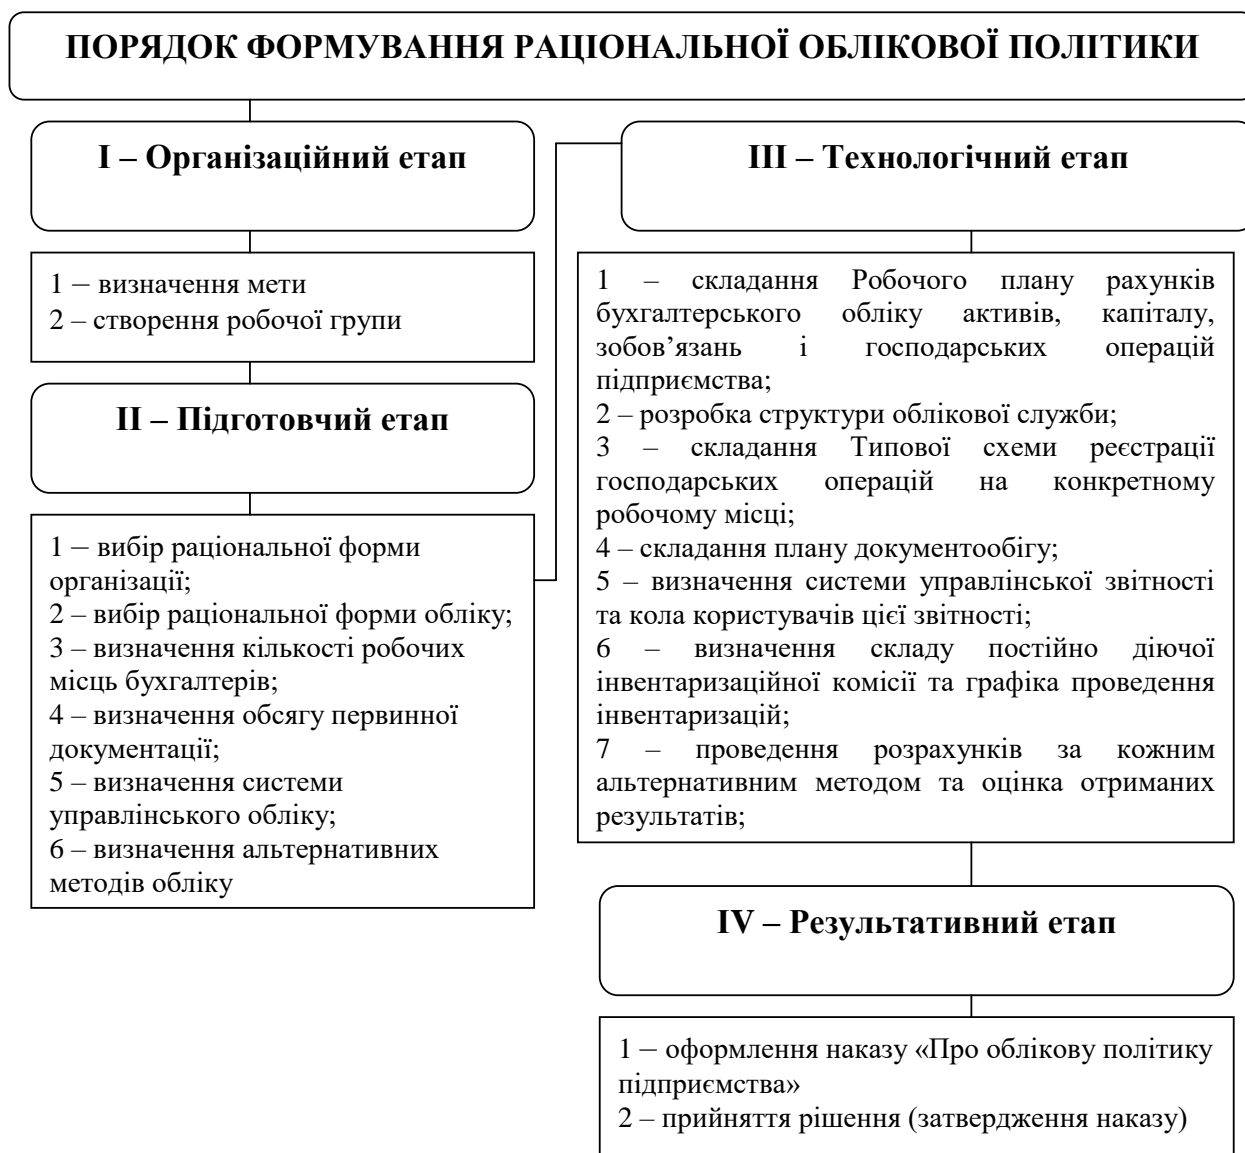 ПОРЯДОК ФОРМУВАННЯ РАЦІОНАЛЬНОЇ ОБЛІКОВОЇ ПОЛІТИКИ
І – Організаційний етап
1 – визначення мети
2 – створення робочої групи
ІІ – Підготовчий етап
1 – вибір раціональної форми
організації;
2 – вибір раціональної форми обліку;
3 – визначення кількості робочих
місць бухгалтерів;
4 – визначення обсягу первинної
документації;
5 – визначення системи
управлінського обліку;
6 – визначення альтернативних
методів обліку
ІІІ – Технологічний етап
1 – складання Робочого плану рахунків
бухгалтерського обліку активів, капіталу,
зобов’язань і господарських операцій
підприємства;
2 – розробка структури облікової служби;
3 – складання Типової схеми реєстрації
господарських операцій на конкретному
робочому місці;
4 – складання плану документообігу;
5 – визначення системи управлінської звітності
та кола користувачів цієї звітності;
6 – визначення складу постійно діючої
інвентаризаційної комісії та графіка проведення
інвентаризацій;
7 – проведення розрахунків за кожним
альтернативним методом та оцінка отриманих
результатів;
IV – Результативний етап
1 – оформлення наказу «Про облікову політику
підприємства»
2 – прийняття рішення (затвердження наказу)